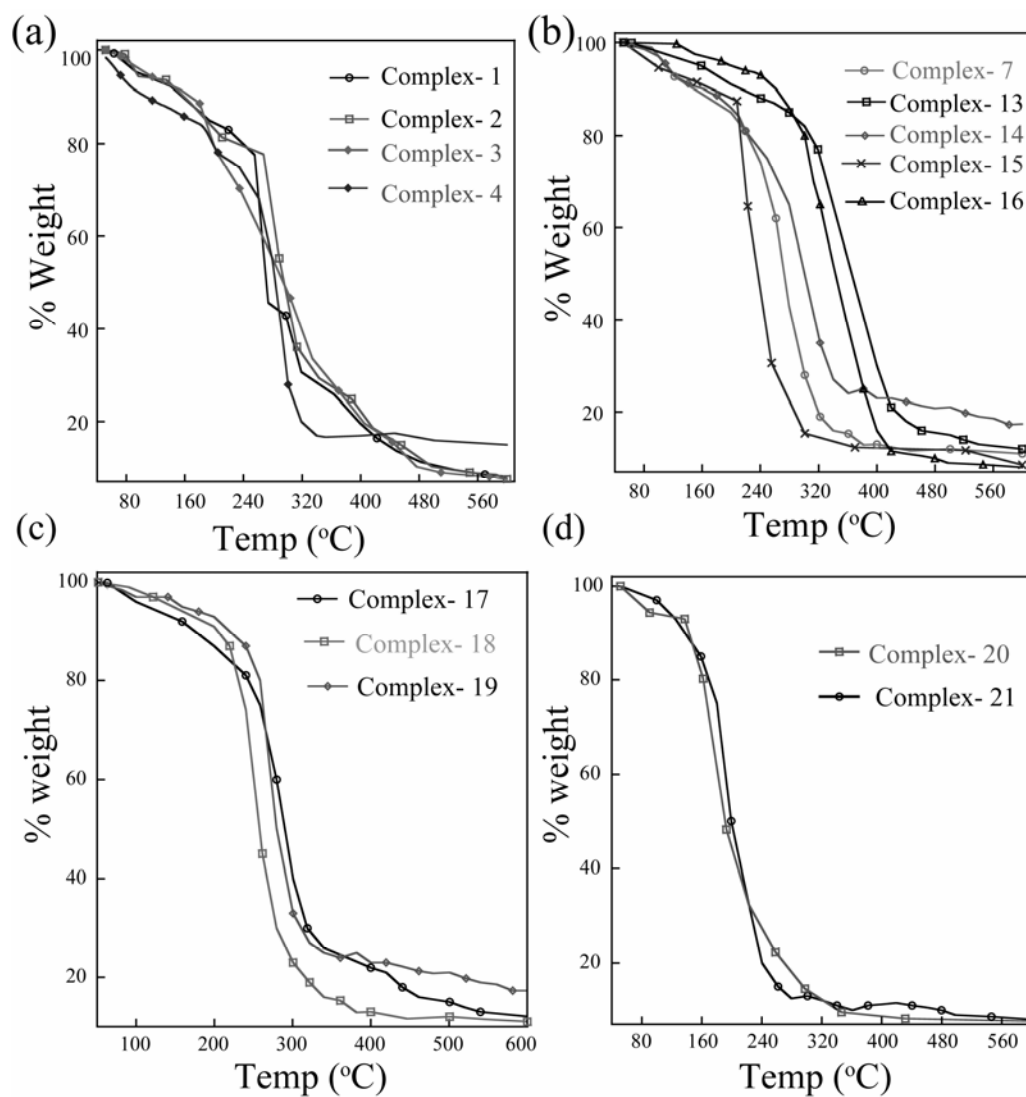 (a)
100
80
60
40
20
% Weight
Complex- 1
Complex- 2
Complex- 3
Complex- 4
80 160 240 320 400 480 560
Temp (°C)
(b)
100
80
60
40
20
% Weight
Complex- 7
Complex- 13
Complex- 14
Complex- 15
Complex- 16
80 160 240 320 400 480 560
Temp (°C)
(c)
100
80
60
40
20
% weight
Complex- 17
Complex- 18
Complex- 19
100 200 300 400 500 600
Temp (°C)
(d)
100
80
60
40
20
% weight
Complex- 20
Complex- 21
80 160 240 320 400 480 560
Temp (°C)